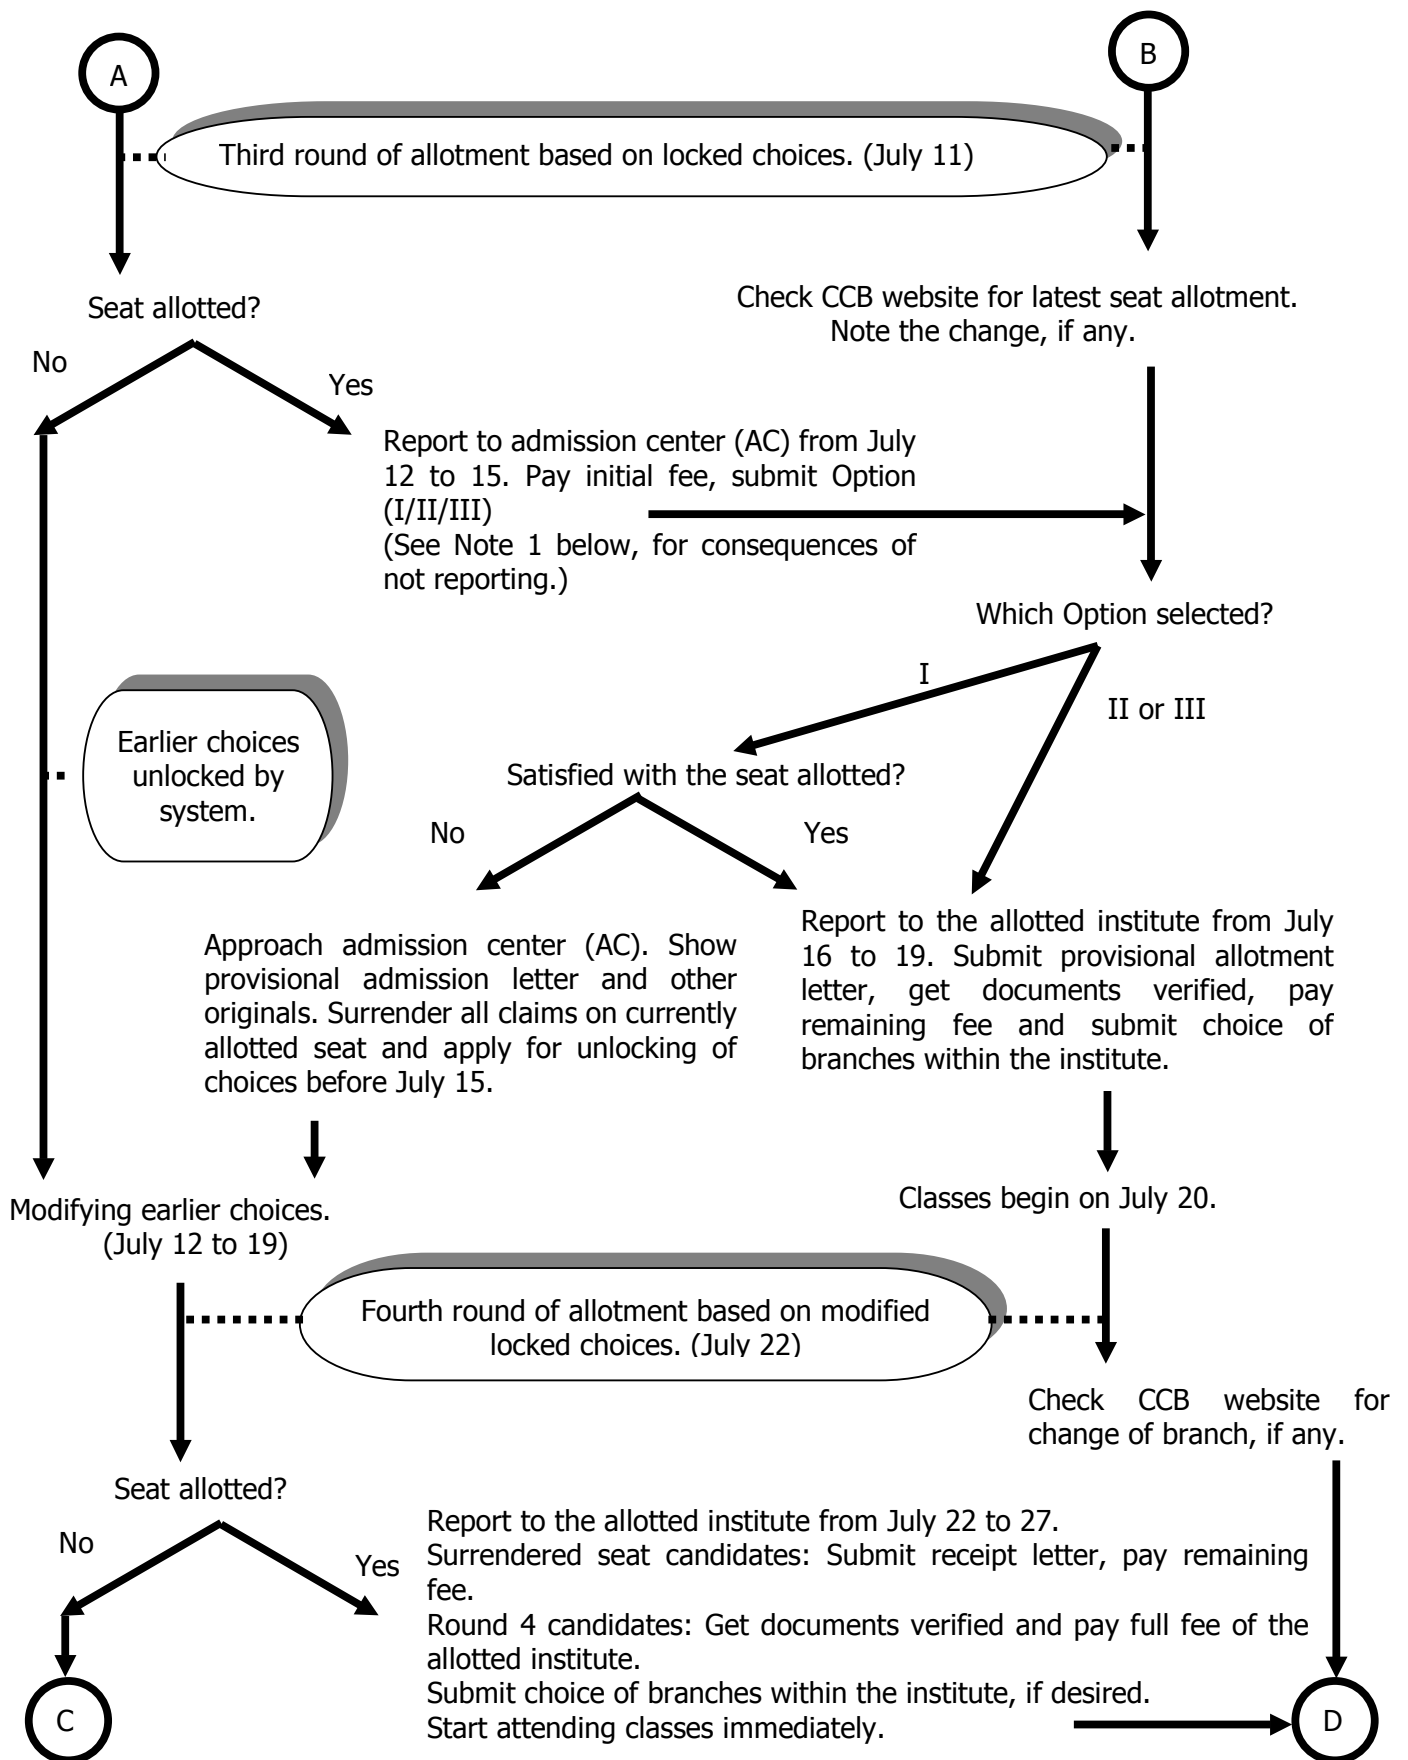 A
B
Third round of allotment based on locked choices. (July 11)
Seat allotted?
Check CCB website for latest seat allotment.
Note the change, if any.
No
Yes
Report to admission center (AC) from July
12 to 15. Pay initial fee, submit Option
(I/II/III)
(See Note 1 below, for consequences of
not reporting.)
Which Option selected?
I
II or III
Earlier choices
unlocked by
system.
Satisfied with the seat allotted?
No
Yes
Approach admission center (AC). Show
provisional admission letter and other
originals. Surrender all claims on currently
allotted seat and apply for unlocking of
choices before July 15.
Report to the allotted institute from July
16 to 19. Submit provisional allotment
letter, get documents verified, pay
remaining fee and submit choice of
branches within the institute.
Modifying earlier choices.
(July 12 to 19)
Classes begin on July 20.
Fourth round of allotment based on modified
locked choices. (July 22)
Check CCB website for
change of branch, if any.
Seat allotted?
No
Yes
Report to the allotted institute from July 22 to 27.
Surrendered seat candidates: Submit receipt letter, pay remaining
fee.
Round 4 candidates: Get documents verified and pay full fee of the
allotted institute.
Submit choice of branches within the institute, if desired.
Start attending classes immediately.
C
D